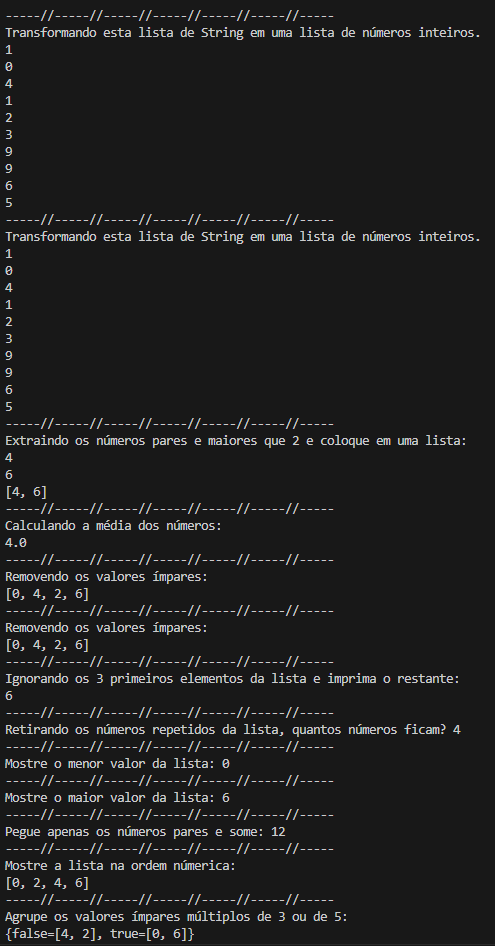 -----//-----//-----//-----//-----//-----
Transformando esta lista de String em uma lista de números inteiros.
1
0
4
1
2
3
9
9
6
5
-----//-----//-----//-----//-----//-----
Transformando esta lista de String em uma lista de números inteiros.
1
0
4
1
2
3
9
9
6
5
-----//-----//-----//-----//-----//-----
Extraindo os números pares e maiores que 2 e coloque em uma lista:
4
6
[4, 6]
-----//-----//-----//-----//-----//-----
Calculando a média dos números:
4.0
-----//-----//-----//-----//-----//-----
Removendo os valores ímpares:
[0, 4, 2, 6]
-----//-----//-----//-----//-----//-----
Removendo os valores ímpares:
[0, 4, 2, 6]
-----//-----//-----//-----//-----//-----
Ignorando os 3 primeiros elementos da lista e imprima o restante:
6
-----//-----//-----//-----//-----//-----
Retirando os números repetidos da lista, quantos números ficam? 4
-----//-----//-----//-----//-----//-----
Mostre o menor valor da lista: 0
-----//-----//-----//-----//-----//-----
Mostre o maior valor da lista: 6
-----//-----//-----//-----//-----//-----
Pegue apenas os números pares e some: 12
-----//-----//-----//-----//-----//-----
Mostre a lista na ordem númerica:
[0, 2, 4, 6]
-----//-----//-----//-----//-----//-----
Agrupe os valores ímpares múltiplos de 3 ou de 5:
{false=[4, 2], true=[0, 6]}